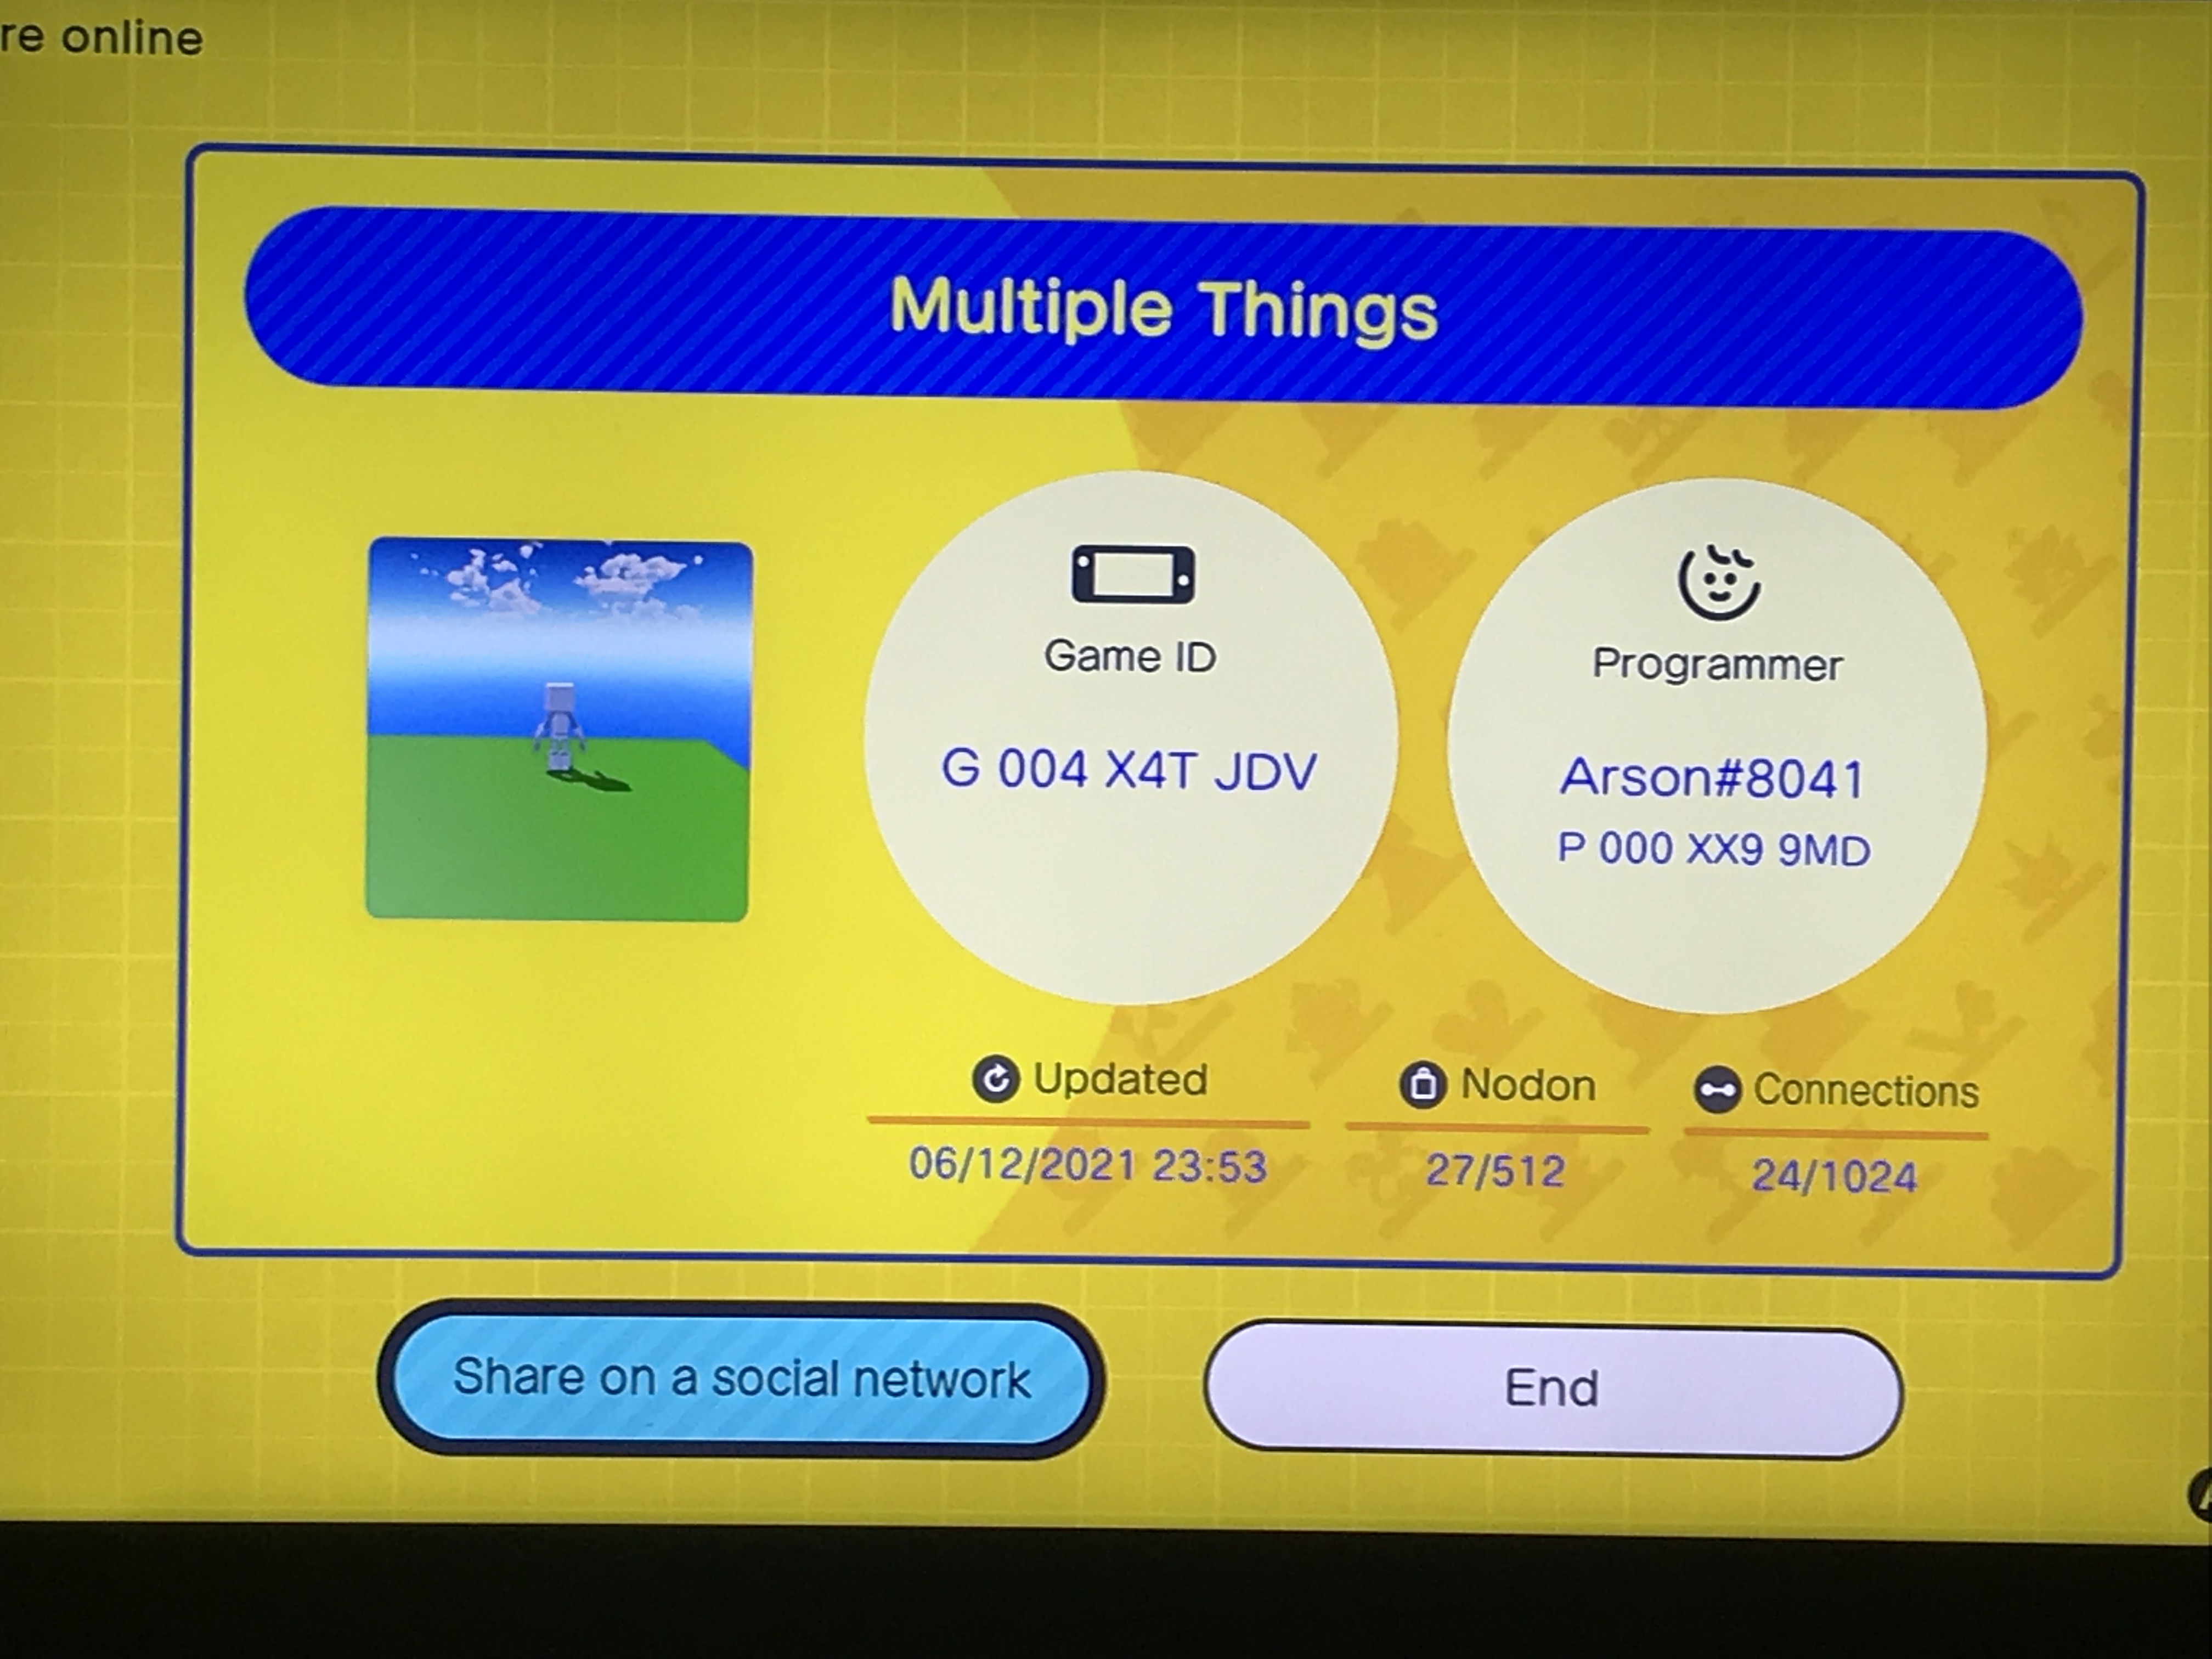 re online
Multiple Things
Game ID
G 004 X4T JDV
Programmer
Arson#8041
P 000 XX9 9MD
Updated
06/12/2021 23:53
Nodon
27/512
Connections
24/1024
Share on a social network
End